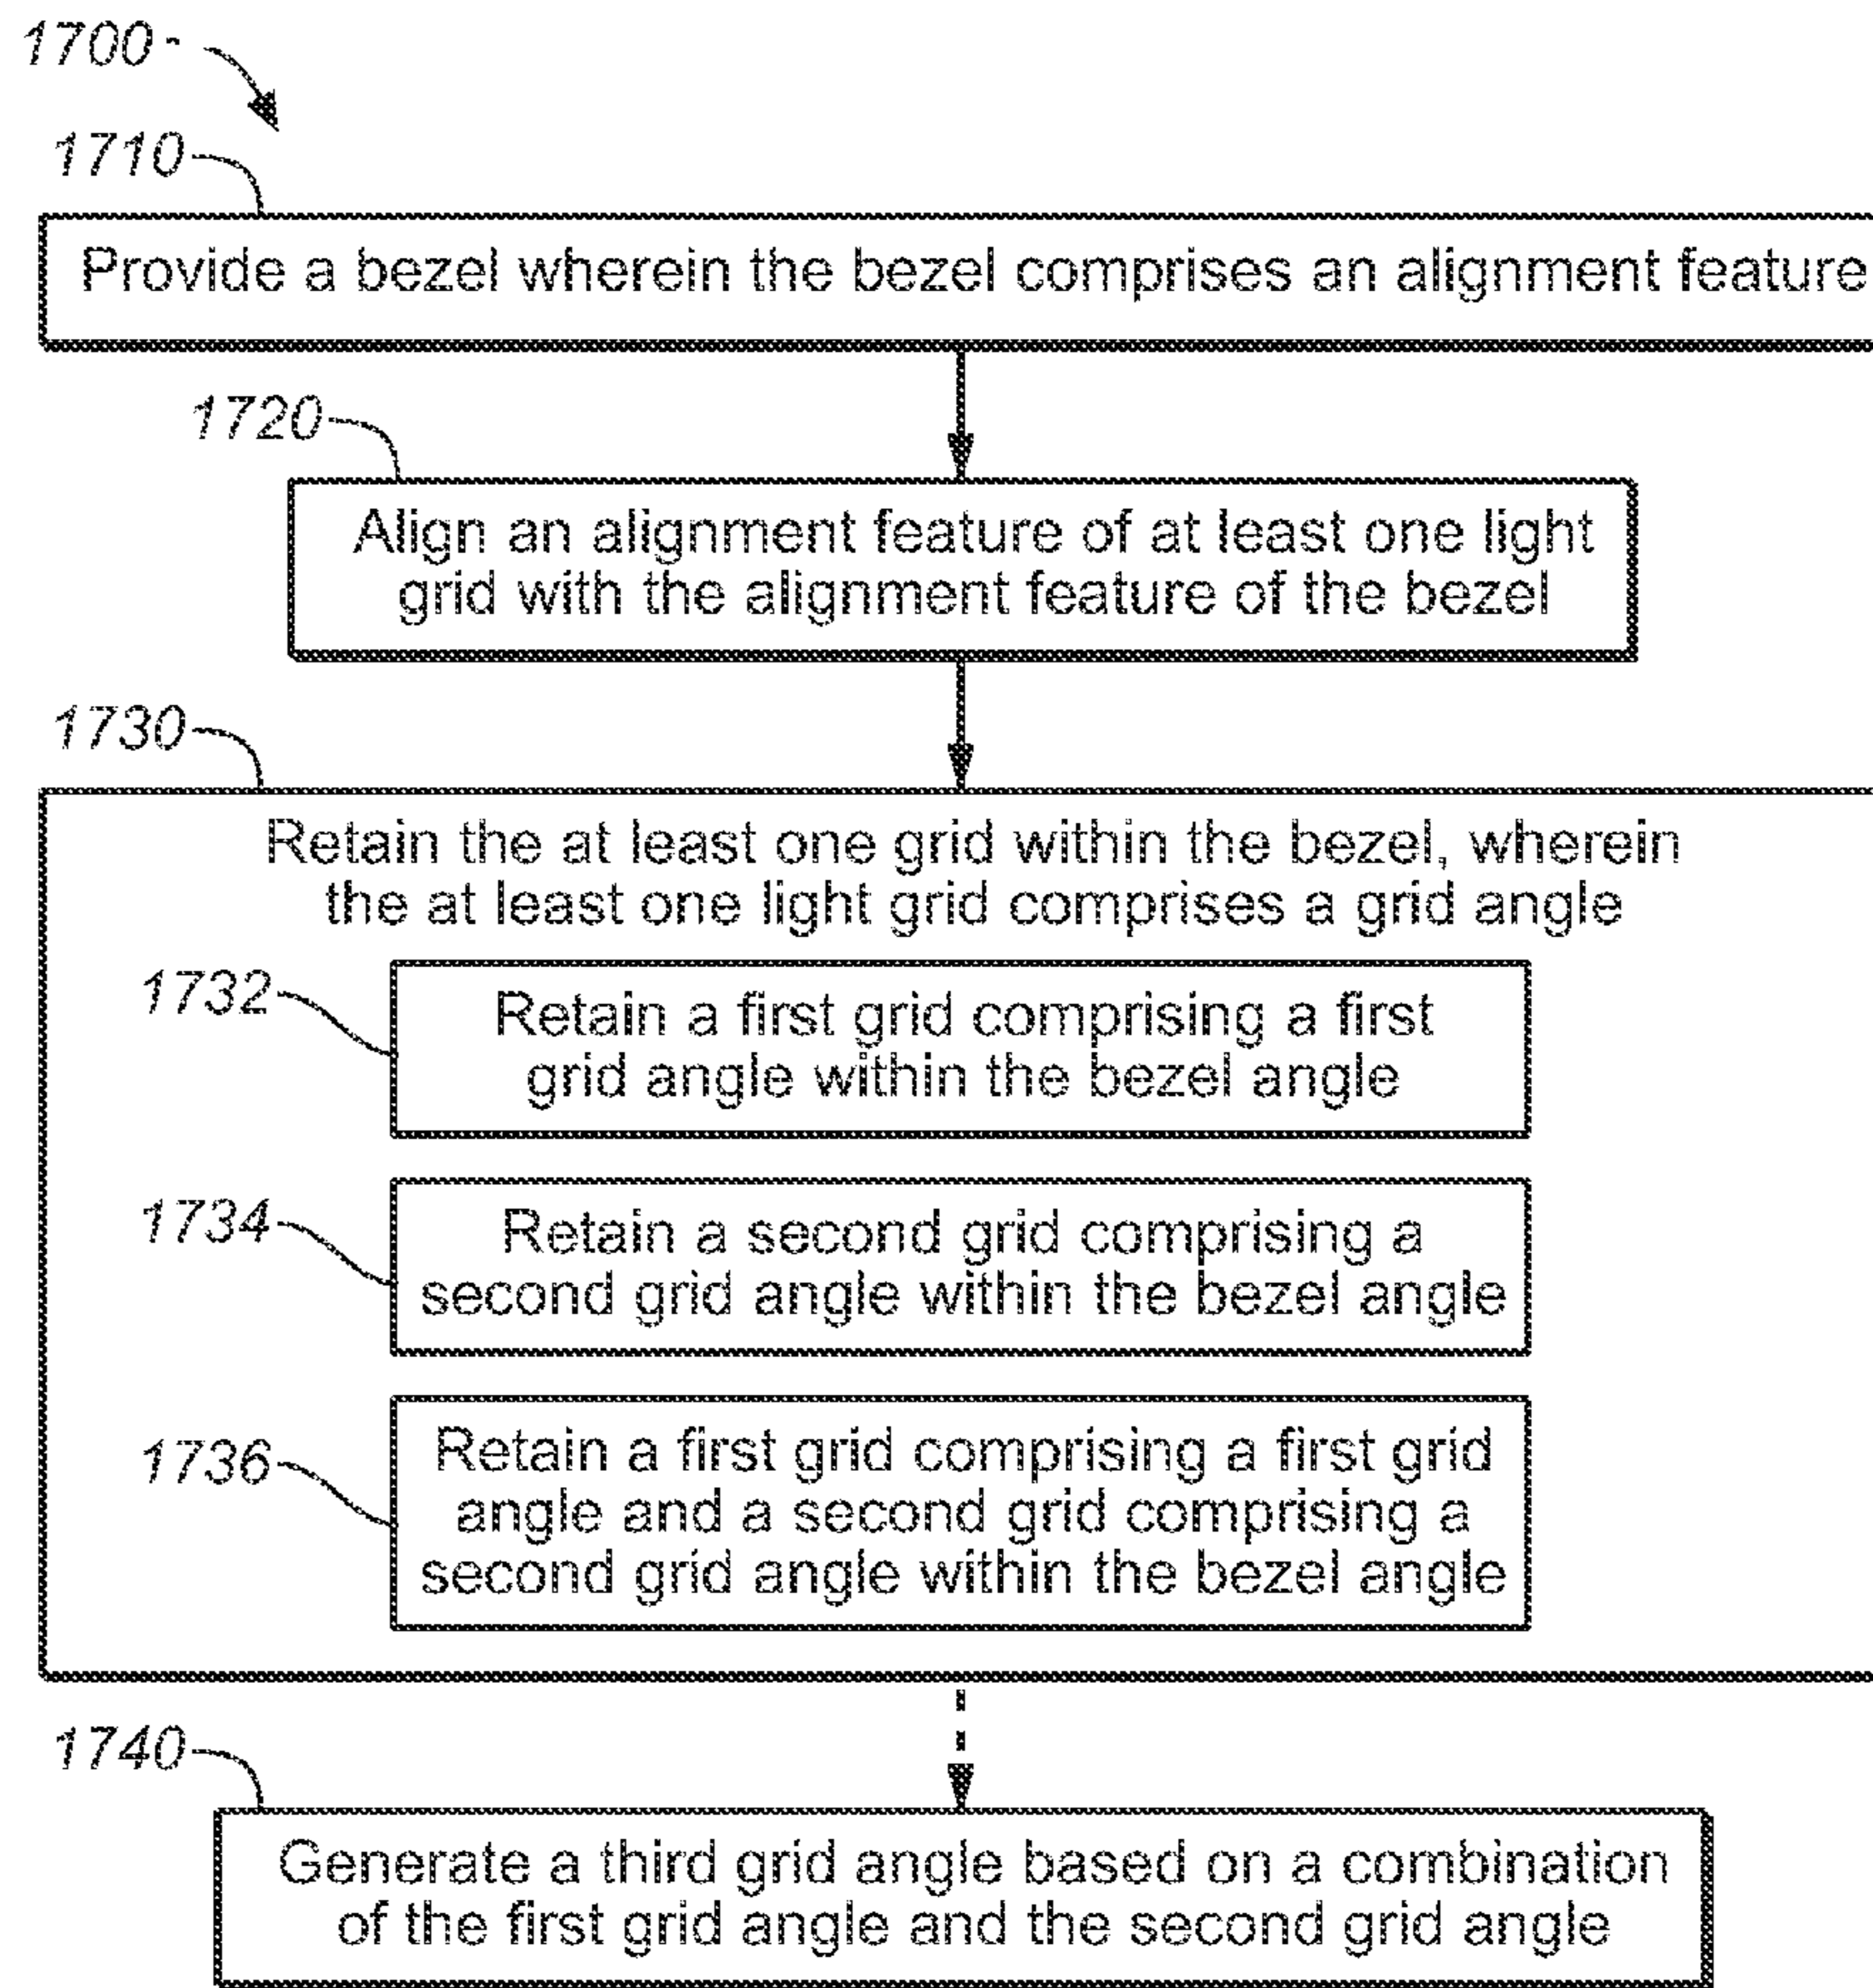 1700
1710
Provide a bezel wherein the bezel comprises an alignment feature
1720
Align an alignment feature of at least one light
grid with the alignment feature of the bezel
1730
Retain the at least one grid within the bezel, wherein
the at least one light grid comprises a grid angle
1732
Retain a first grid comprising a first
grid angle within the bezel angle
1734
Retain a second grid comprising a
second grid angle within the bezel angle
1736
Retain a first grid comprising a first grid
angle and a second grid comprising a
second grid angle within the bezel angle
1740
Generate a third grid angle based on a combination
of the first grid angle and the second grid angle